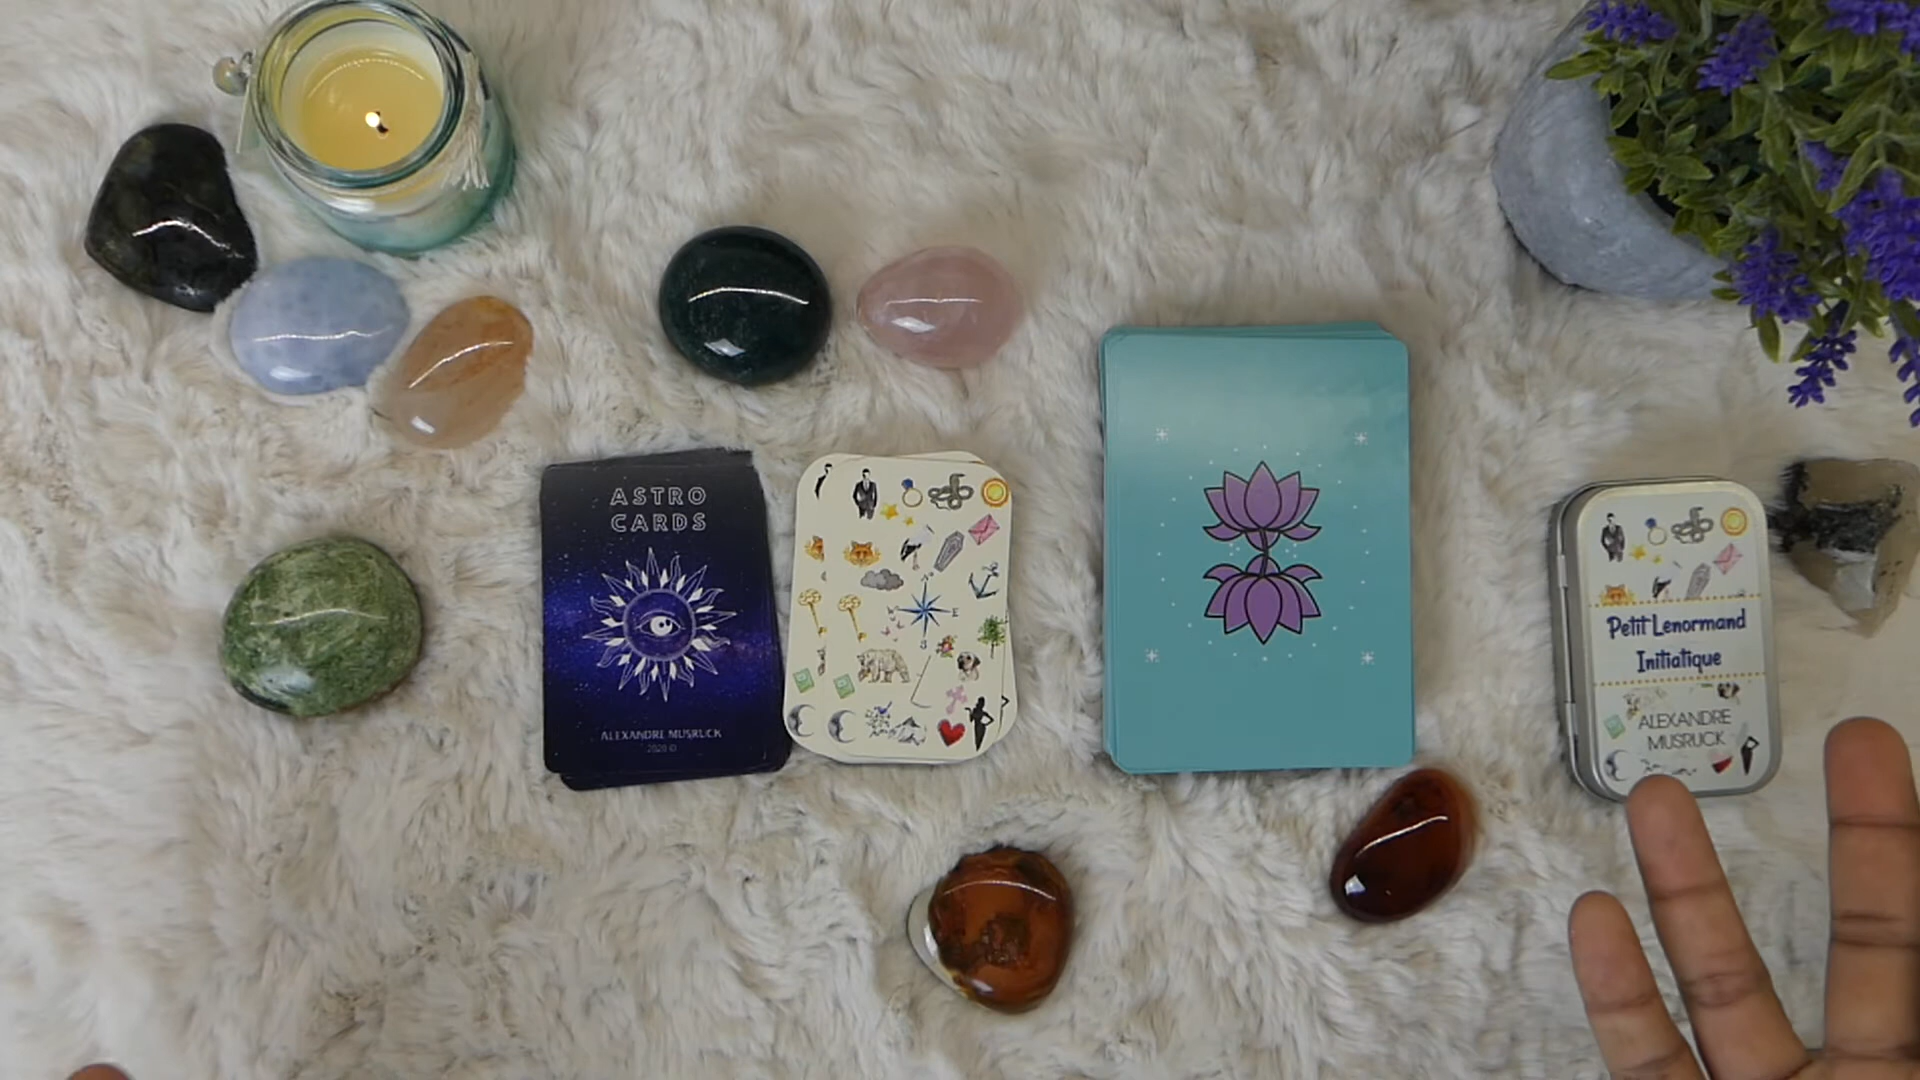 ASTRO
CARDS
ALEXANDRE MUSRUCK
2020 ©
W
E
S
Petit Lenormand
Initiatique
ALEXANDRE
MUSRUCK